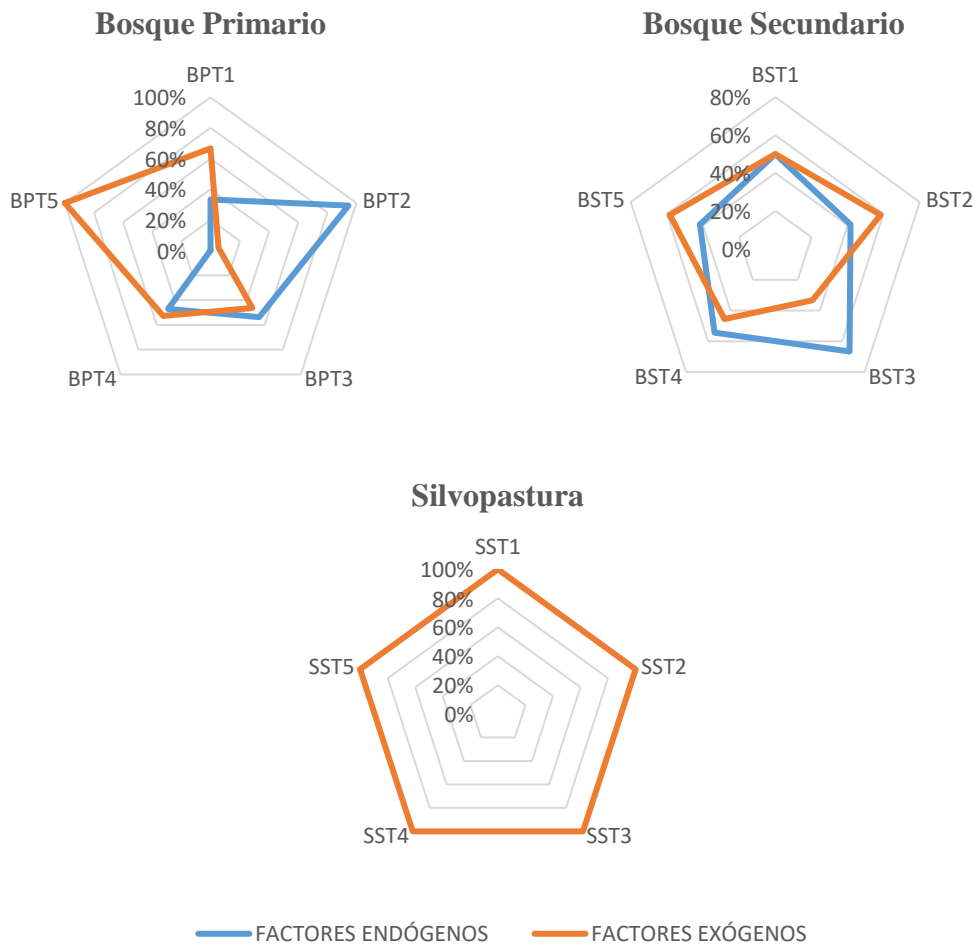 Bosque Primario
BPT1
100%
80%
60%
40%
20%
0%
BPT2
BPT3
BPT4
BPT5
Bosque Secundario
BST1
80%
60%
40%
20%
0%
BST2
BST3
BST4
BST5
Silvopastura
SST1
100%
80%
60%
40%
20%
0%
SST2
SST3
SST4
SST5
FACTORES ENDÓGENOS
FACTORES EXÓGENOS